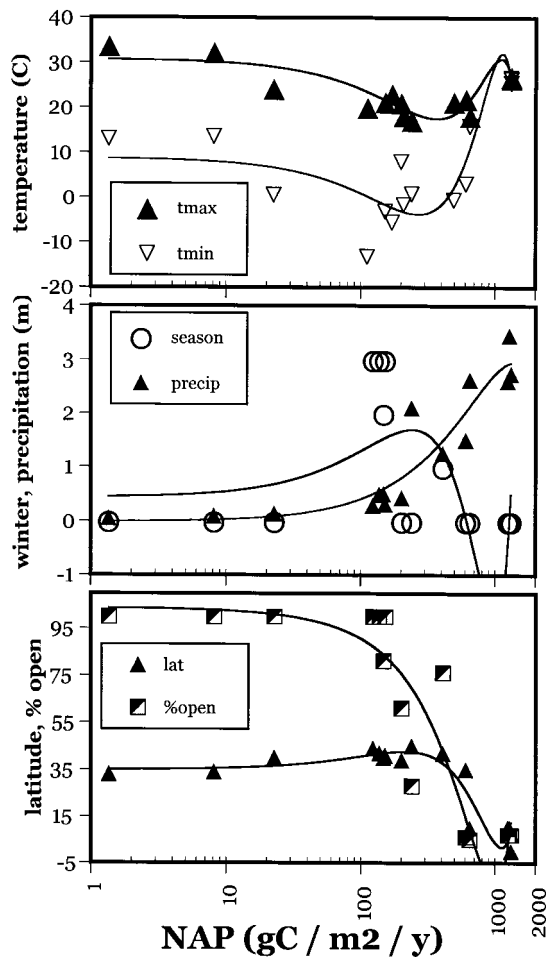 temperature (C)
40
30
20
10
0
-10
-20
tmax
tmin
winter, precipitation (m)
4
3
2
1
0
-1
season
precip
latitude, % open
95
75
55
35
15
-5
lat
%open
1
10
100
1000
2000
NAP (gC / m2 / y)